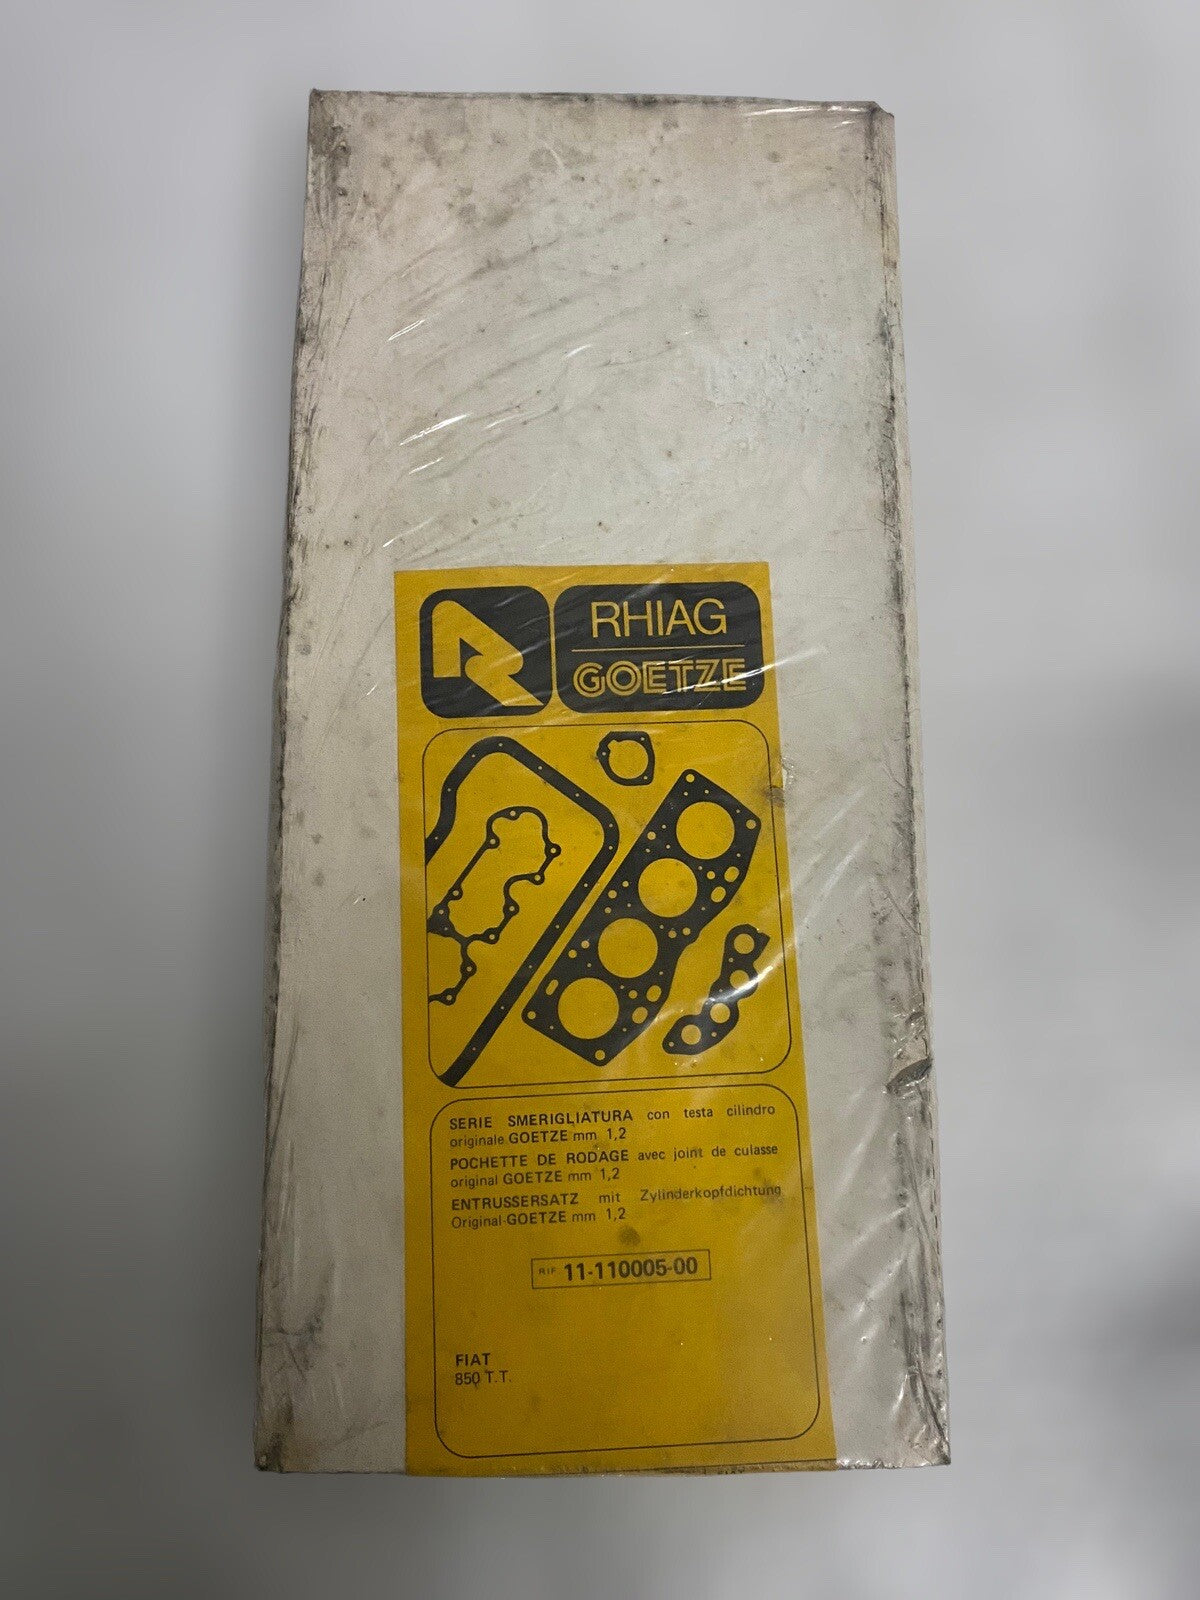 RHIAG
GOETZE
SERIE SMERIGLIATURA con testa cilindro
originale GOETZE mm 1,2
POCHETTE DE RODAGE avec joint de culasse
original GOETZE mm 1,2
ENTRUSSERSATZ mit Zylinderkopfdichtung
Original-GOETZE mm 1,2
RIF 11-110005-00
FIAT
850 T.T.